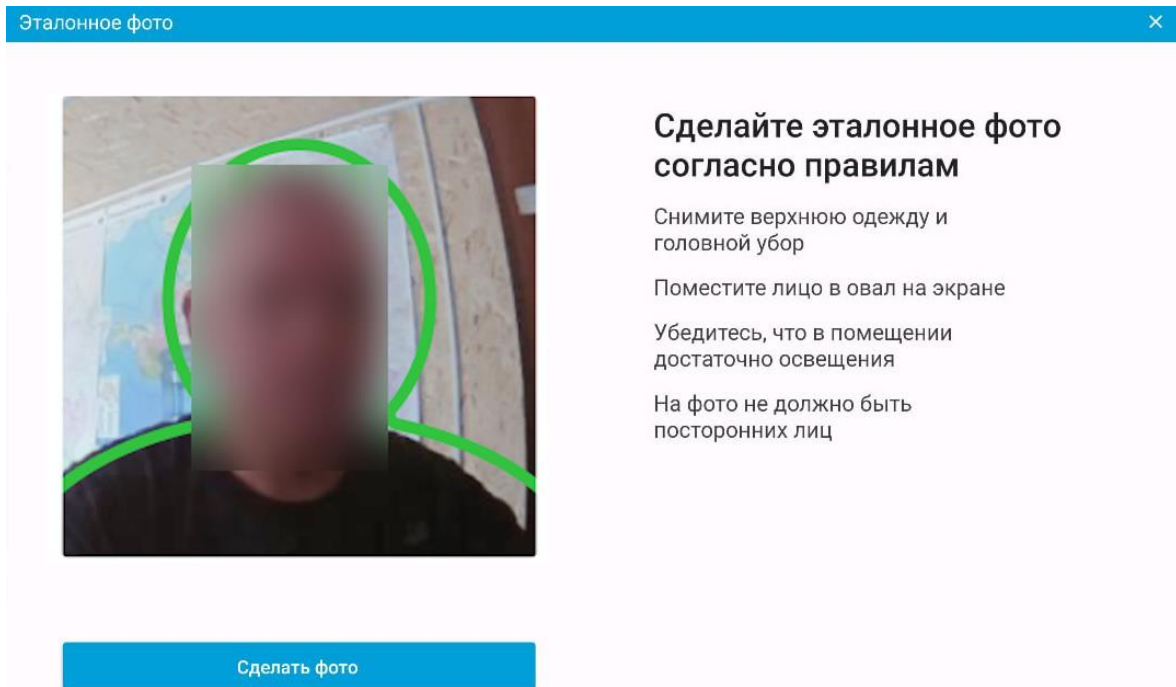 Эталонное фото
Сделайте эталонное фото
согласно правилам
Снимите верхнюю одежду и
головной убор
Поместите лицо в овал на экране
Убедитесь, что в помещении
достаточно освещения
На фото не должно быть
посторонних лиц
Сделать фото